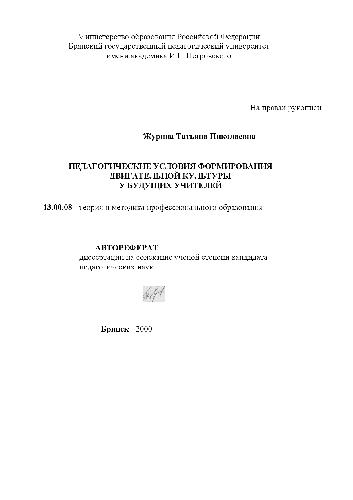 Министерство образования Российской Федерации
Брянский государственный педагогический университет
имени академика И.Г. Петровского
На правах рукописи
Журина Татьяна Николаевна
ПЕДАГОГИЧЕСКИЕ УСЛОВИЯ ФОРМИРОВАНИЯ
ДВИГАТЕЛЬНОЙ КУЛЬТУРЫ
У БУДУЩИХ УЧИТЕЛЕЙ
13.00.08 - теория и методика профессионального образования
АВТОРЕФЕРАТ
диссертации на соискание ученой степени кандидата
педагогических наук
Брянск - 2000